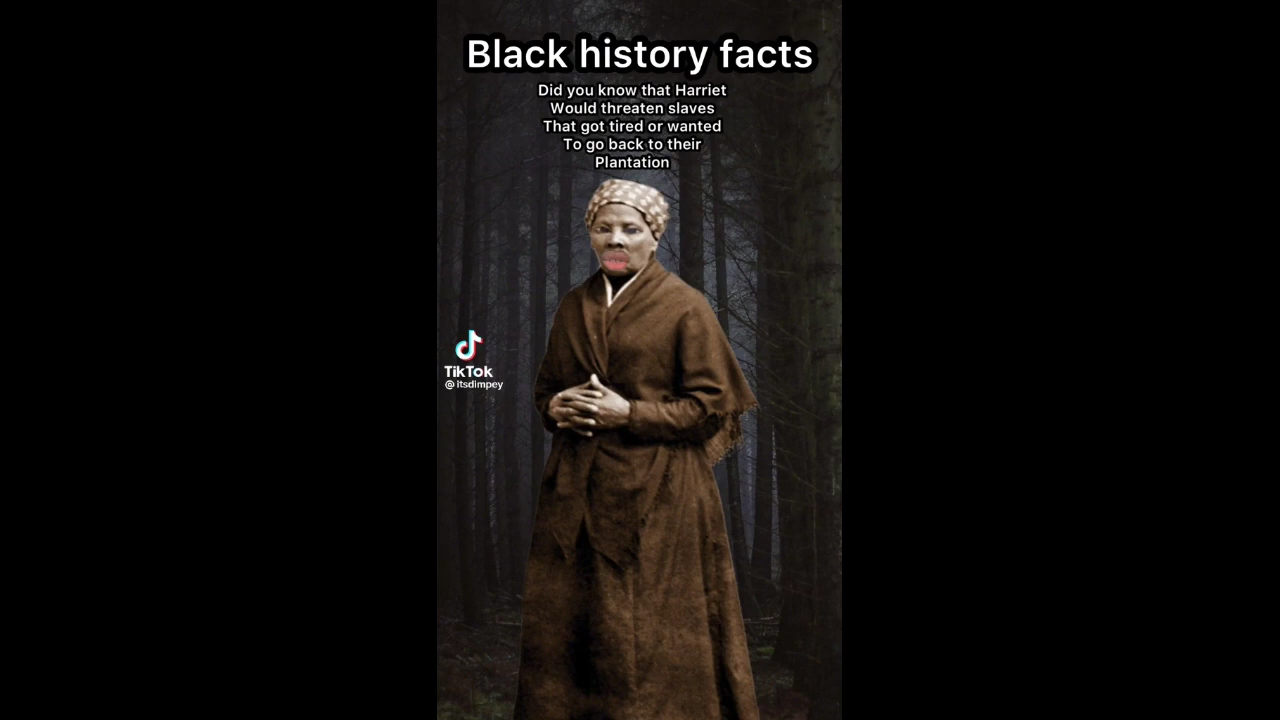 Black history facts
Did you know that Harriet
Would threaten slaves
That got tired or wanted
To go back to their
Plantation
TikTok
@itsdimpey